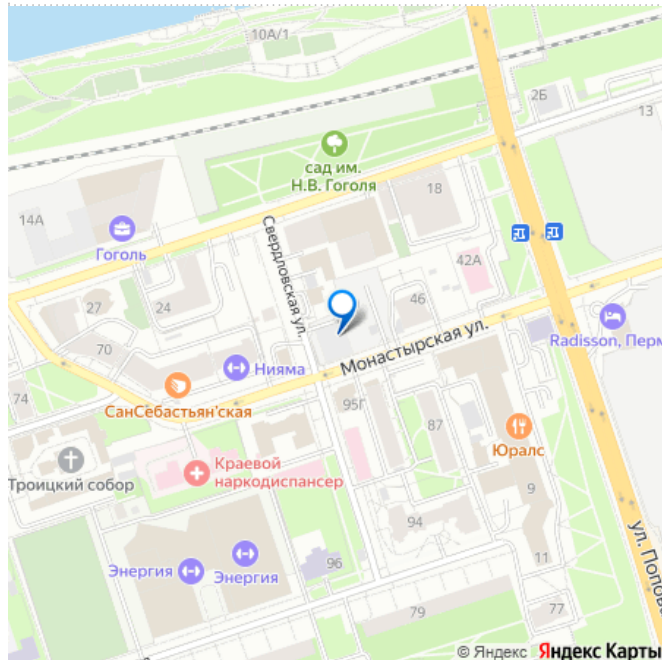 10А/1
2Б
13
сад им.
Н.В. Гоголя
18
14А
Гоголь
Свердловская ул.
42А
27
24
46
Radisson, Перм
70
Монастырская ул.
Нияма
74
СанСебастьян'ская
95Г
87
Юралс
Троицкий собор
Краевой
наркодиспансер
9
94
Энергия
Энергия
96
11
ул. Попова
79
77
© Яндекс Яндекс Карты